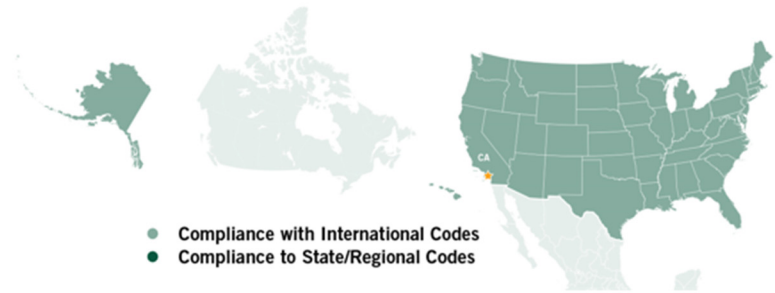 CA
Compliance with International Codes
Compliance to State/Regional Codes